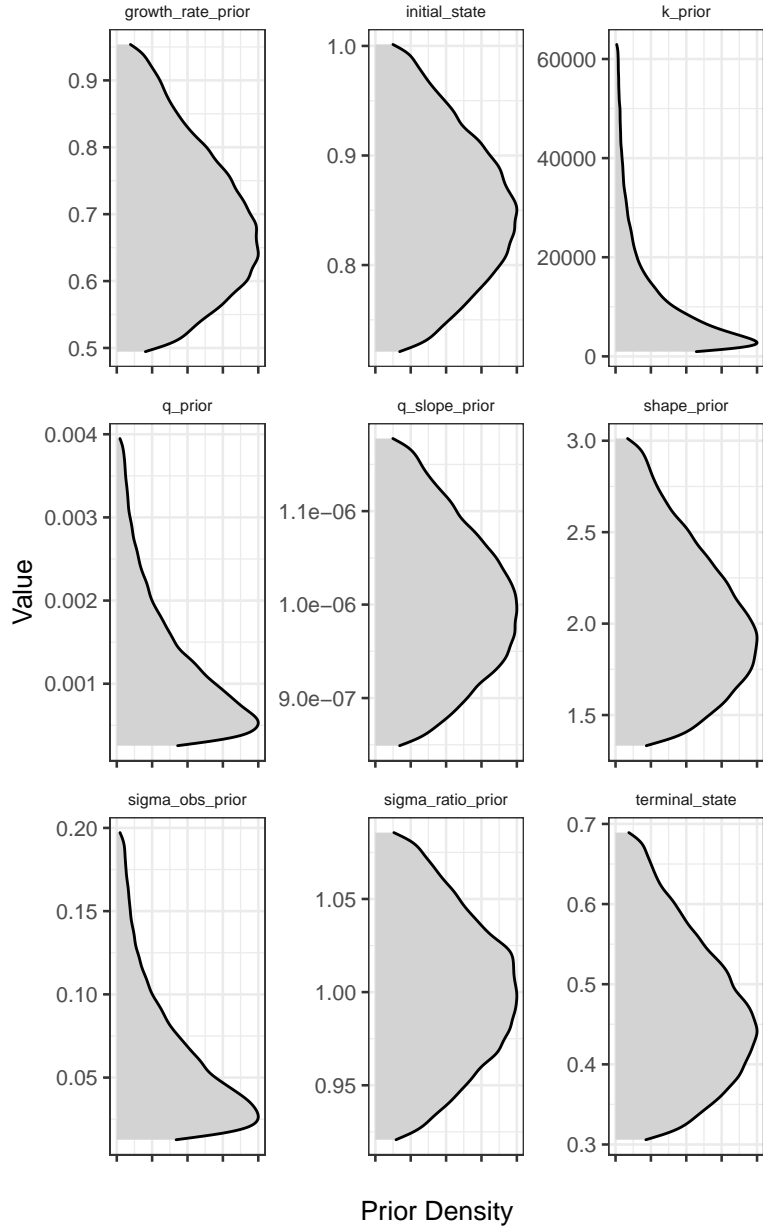 growth_rate_prior
initial_state
k_prior
0.9
0.8
0.7
0.6
0.5
1.0
0.9
0.8
60000
40000
20000
0
q_prior
q_slope_prior
shape_prior
0.004
0.003
0.002
0.001
1.1e−06
1.0e−06
9.0e−07
3.0
2.5
2.0
1.5
Value
sigma_obs_prior
sigma_ratio_prior
terminal_state
0.20
0.15
0.10
0.05
1.05
1.00
0.95
0.7
0.6
0.5
0.4
0.3
Prior Density